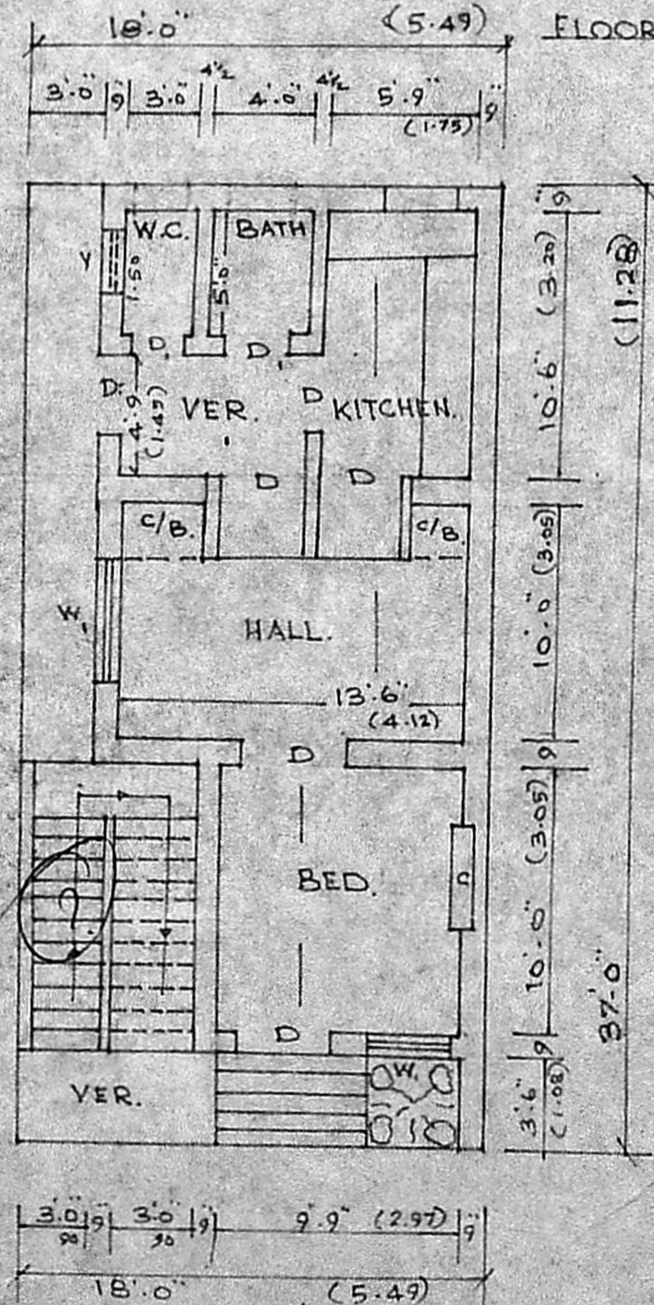 18'.0" (5.49) FLOOR
3'.0" 9" 3'.0" 4½ 4'.0" 4½ 5'.9" 9"
(1.75)
W.C. BATH
V 1.50 5'.0"
D. D.
D. 4'.9 VER. D KITCHEN.
(1.45)
D D
C/B. C/B.
W. HALL.
13'.6"
(4.12)
D
BED. C
?
D
W.
VER.
9"
10'.6" (3.20)
10'.0" (3.05)
9
10'.0" (3.05)
9
3'.6"
(1.08)
(11.28)
37'.0"
3'.0" 9" 3'.0" 9" 9'.9" (2.97) 9"
90 90
18'.0" (5.49)